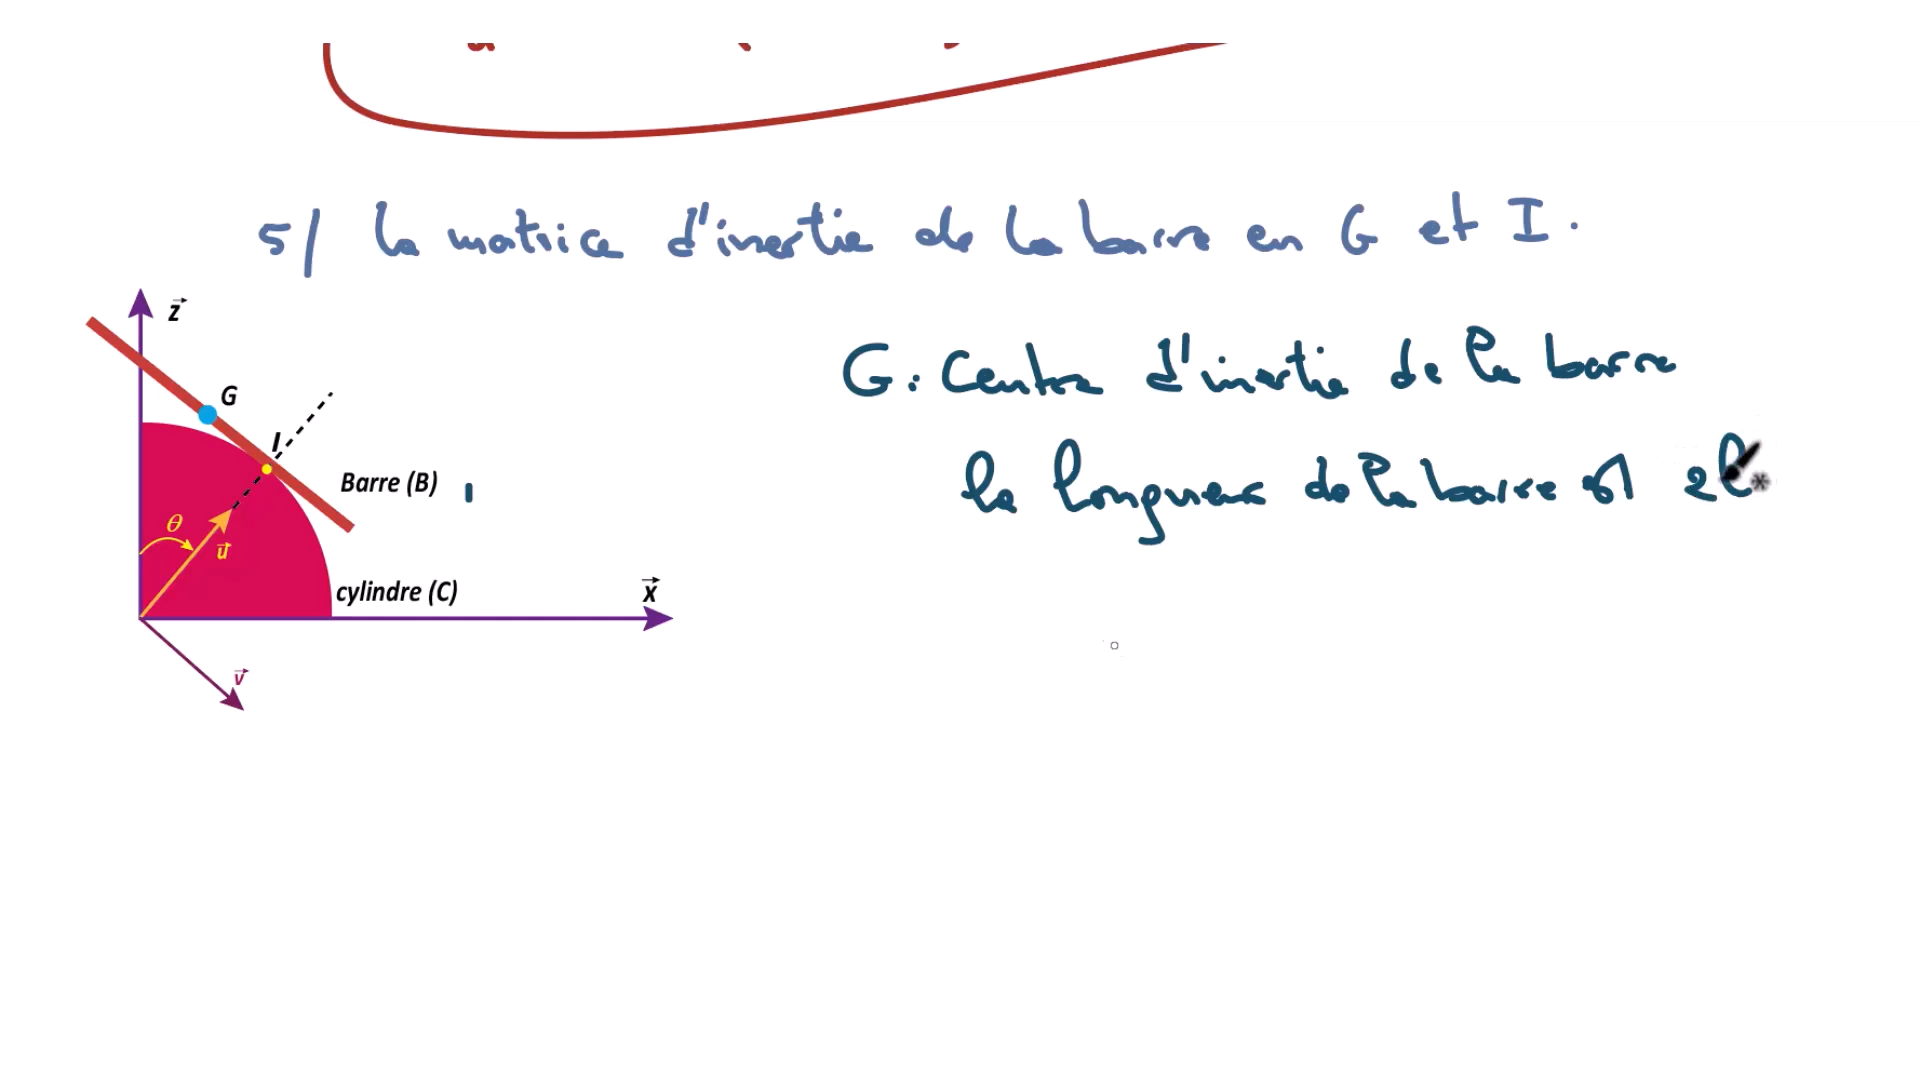 5/ la matrice d'inertie de la barre en G et I.
z
G: Centre d'inertie de la barre
G
I
Barre (B)
la longueur de la barre est 2l
θ
u
cylindre (C)
x
v